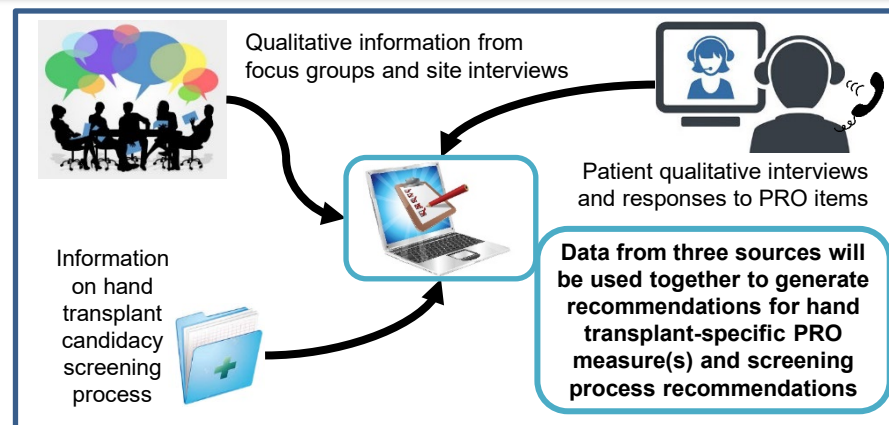 Qualitative information from
focus groups and site interviews
Patient qualitative interviews
and responses to PRO items
Information
on hand
transplant
candidacy
screening
process
Data from three sources will
be used together to generate
recommendations for hand
transplant-specific PRO
measure(s) and screening
process recommendations